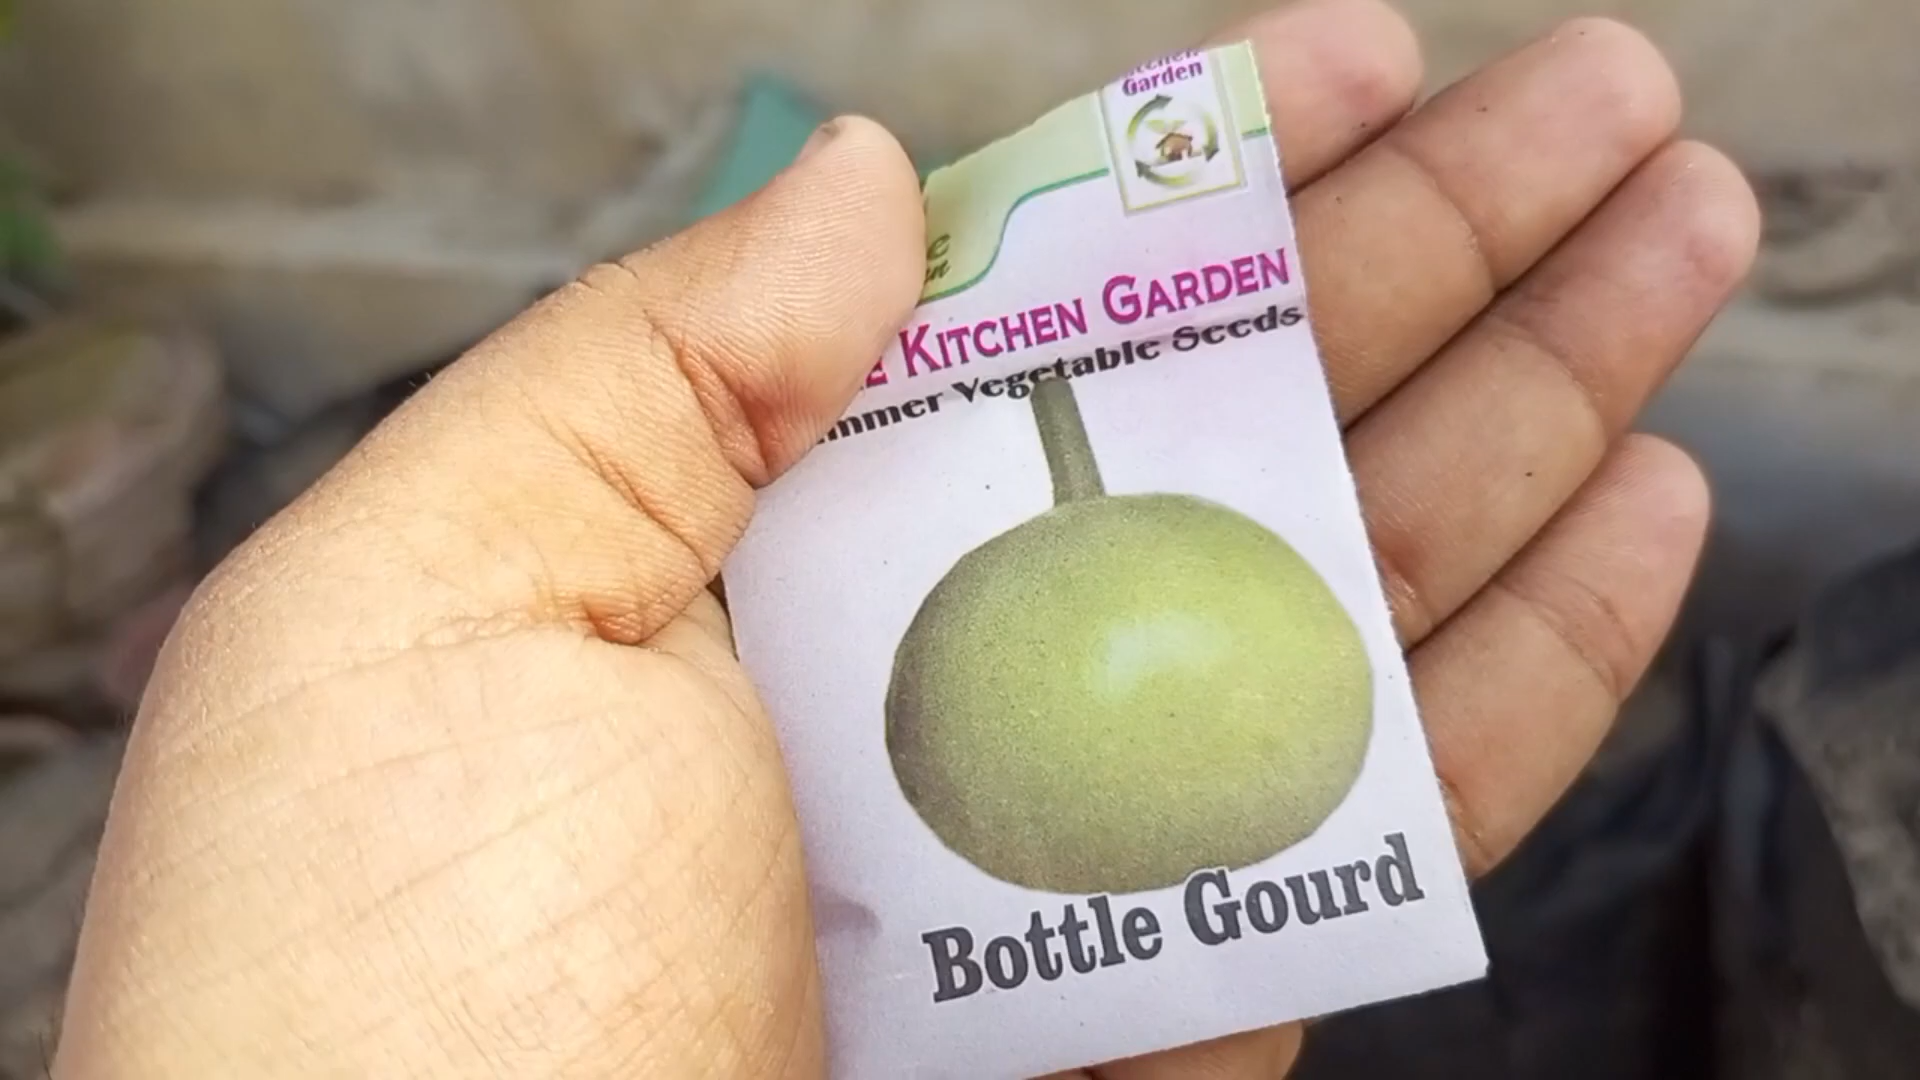 Garden
KITCHEN GARDEN
Vegetable Seeds
Bottle Gourd